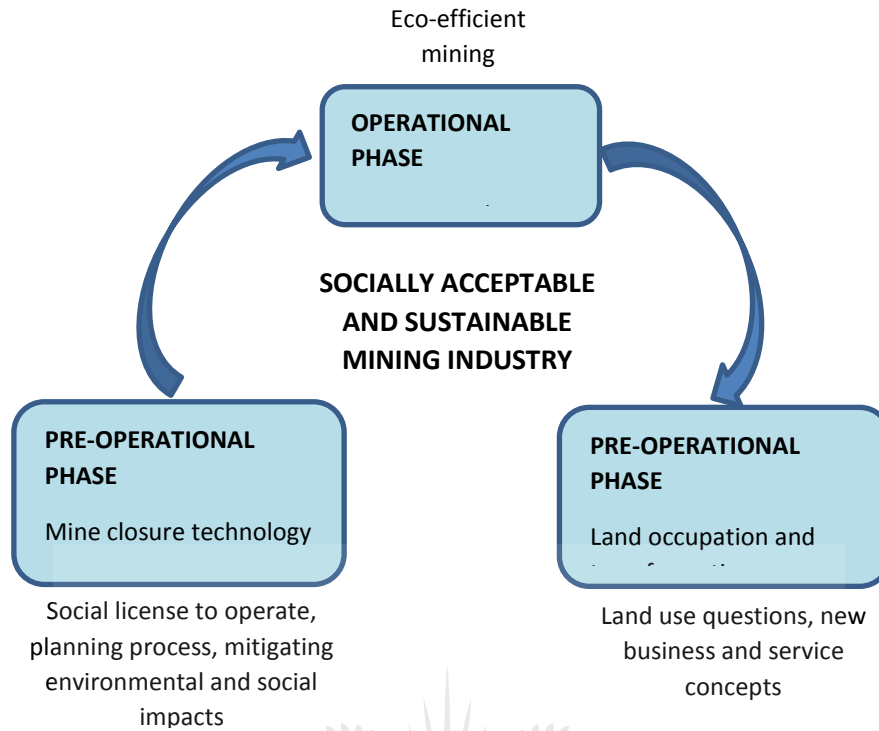 Eco-efficient
mining
OPERATIONAL
PHASE
SOCIALLY ACCEPTABLE
AND SUSTAINABLE
MINING INDUSTRY
PRE-OPERATIONAL
PHASE
Mine closure technology
Social license to operate,
planning process, mitigating
environmental and social
impacts
PRE-OPERATIONAL
PHASE
Land occupation and
Land use questions, new
business and service
concepts